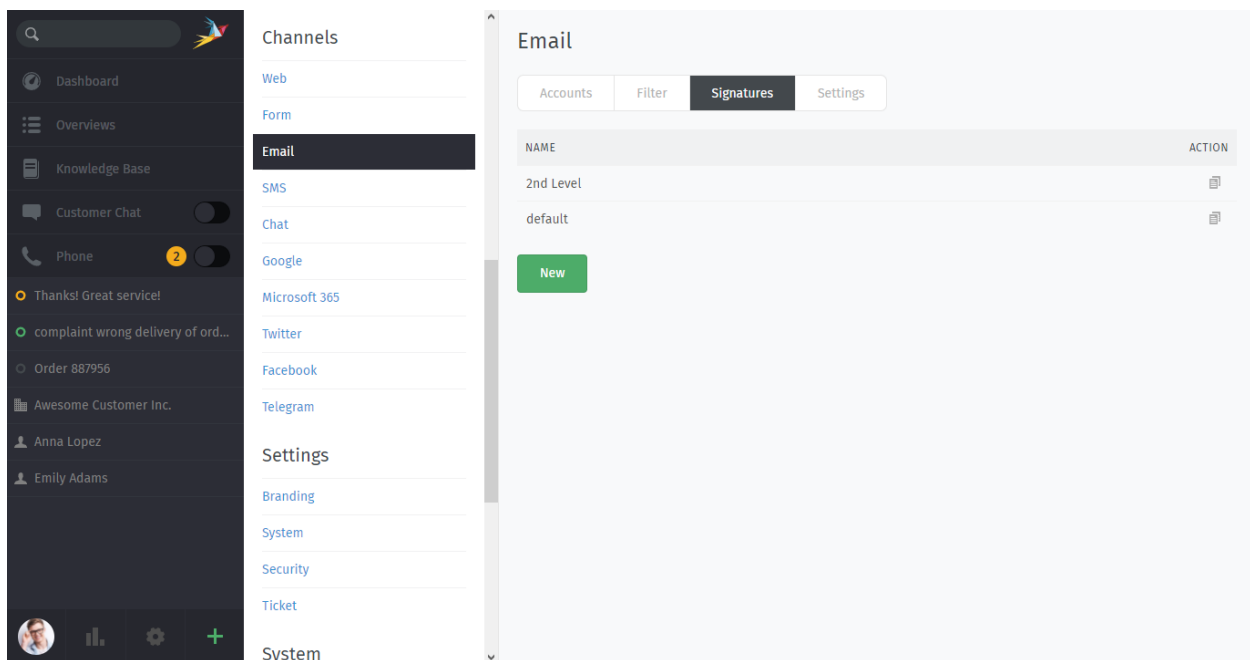 Dashboard
Overviews
Knowledge Base
Customer Chat
Phone 2
Thanks! Great service!
complaint wrong delivery of ord...
Order 887956
Awesome Customer Inc.
Anna Lopez
Emily Adams
Channels
Web
Form
Email
SMS
Chat
Google
Microsoft 365
Twitter
Facebook
Telegram
Settings
Branding
System
Security
Ticket
System
Email
Accounts Filter Signatures Settings
NAME ACTION
2nd Level
default
New